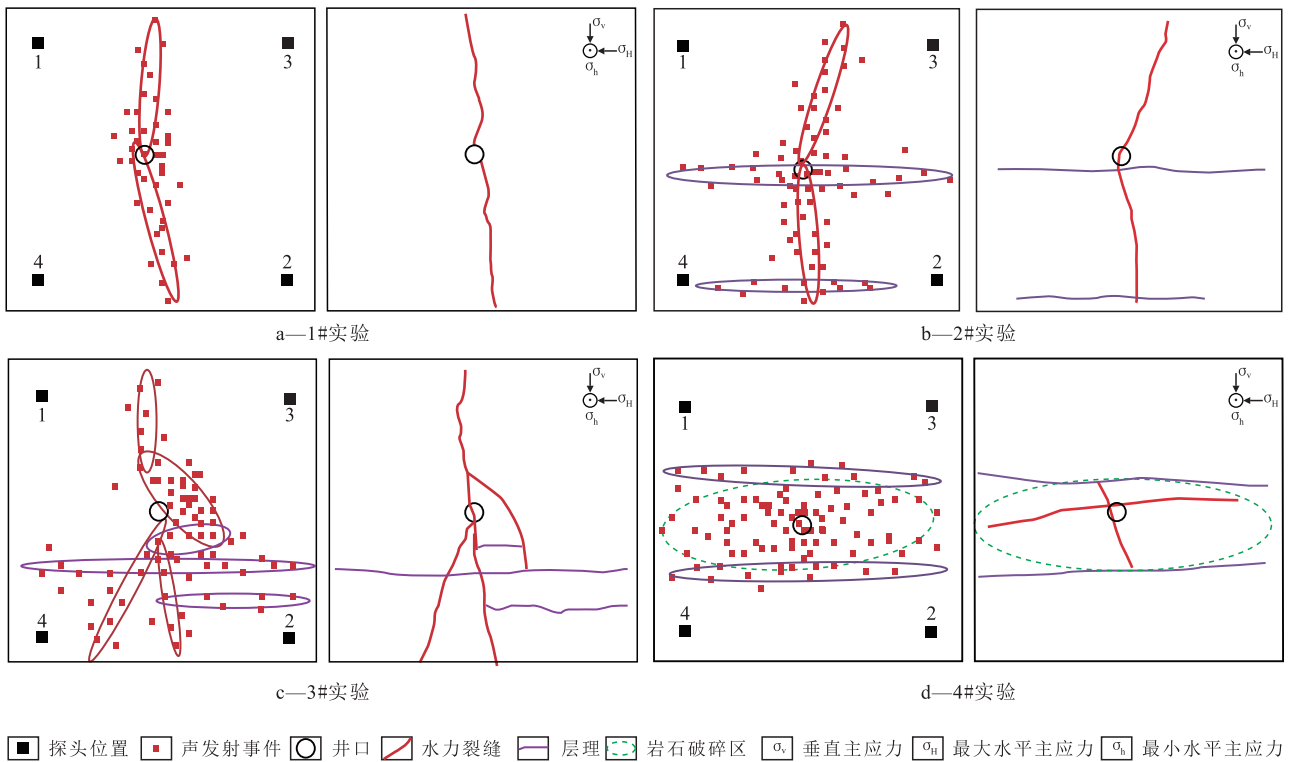 1
3
4
2
σv
σH
σh
a—1#实验
1
3
4
2
σv
σH
σh
b—2#实验
1
3
4
2
σv
σH
σh
c—3#实验
1
3
4
2
σv
σH
σh
d—4#实验
探头位置 声发射事件 井口 水力裂缝 层理 岩石破碎区 σv 垂直主应力 σH 最大水平主应力 σh 最小水平主应力